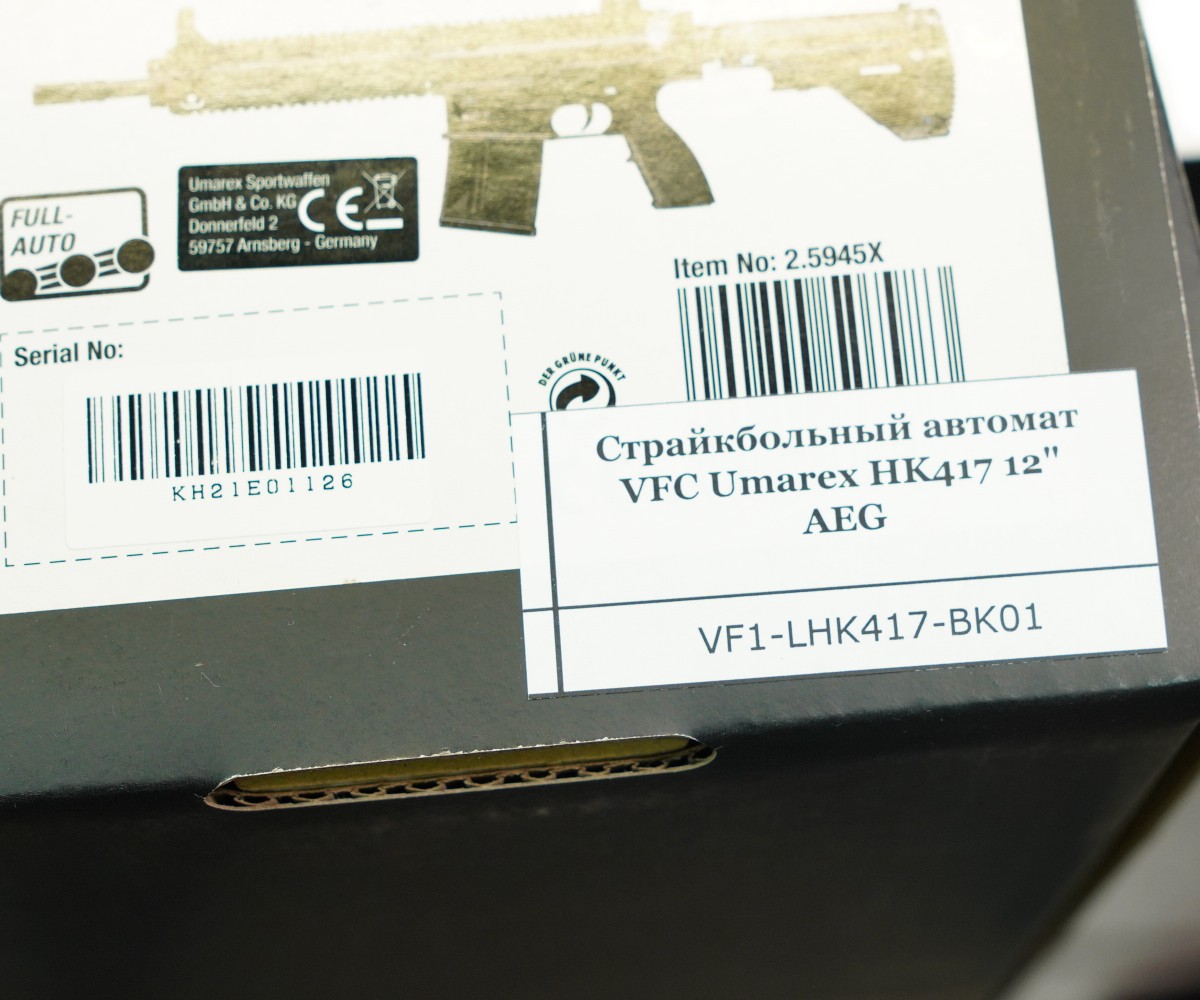 FULL-
AUTO
Umarex Sportwaffen
GmbH & Co. KG
Donnerfeld 2
59757 Arnsberg - Germany
CE
Item No: 2.5945X
Serial No:
KH21E01126
DER GRÜNE PUNKT
Страйкбольный автомат
VFC Umarex HK417 12"
AEG
VF1-LHK417-BK01